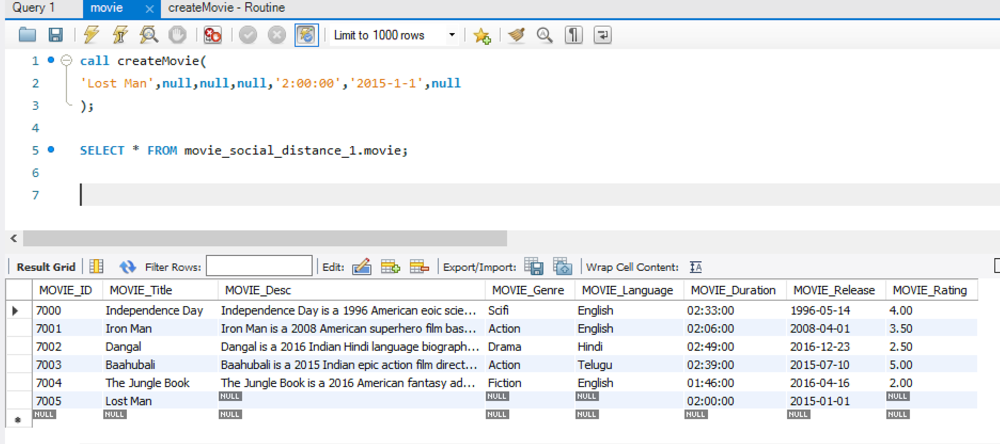 Query 1 movie createMovie - Routine
Limit to 1000 rows
1 call createMovie(
2 'Lost Man',null,null,null,'2:00:00','2015-1-1',null
3 );
4
5 SELECT * FROM movie_social_distance_1.movie;
6
7
Result Grid Filter Rows: Edit: Export/Import: Wrap Cell Content:
MOVIE_ID MOVIE_Title MOVIE_Desc MOVIE_Genre MOVIE_Language MOVIE_Duration MOVIE_Release MOVIE_Rating
7000 Independence Day Independence Day is a 1996 American eoic scie... Scifi English 02:33:00 1996-05-14 4.00
7001 Iron Man Iron Man is a 2008 American superhero film bas... Action English 02:06:00 2008-04-01 3.50
7002 Dangal Dangal is a 2016 Indian Hindi language biograph... Drama Hindi 02:49:00 2016-12-23 2.50
7003 Baahubali Baahubali is a 2015 Indian epic action film direct... Action Telugu 02:39:00 2015-07-10 5.00
7004 The Jungle Book The Jungle Book is a 2016 American fantasy ad... Fiction English 01:46:00 2016-04-16 2.00
7005 Lost Man NULL NULL NULL 02:00:00 2015-01-01 NULL
NULL NULL NULL NULL NULL NULL NULL NULL